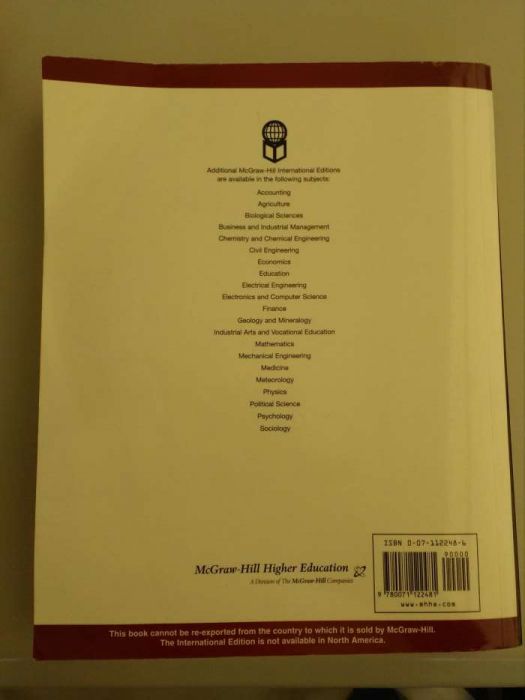 Additional McGraw-Hill International Editions
are available in the following subjects:
Accounting
Agriculture
Biological Sciences
Business and Industrial Management
Chemistry and Chemical Engineering
Civil Engineering
Economics
Education
Electrical Engineering
Electronics and Computer Science
Finance
Geology and Mineralogy
Industrial Arts and Vocational Education
Mathematics
Mechanical Engineering
Medicine
Meteorology
Physics
Political Science
Psychology
Sociology
ISBN 0-07-112248-6
90000
9 780071 122481
www.mhhe.com
McGraw-Hill Higher Education
A Division of The McGraw-Hill Companies
This book cannot be re-exported from the country to which it is sold by McGraw-Hill.
The International Edition is not available in North America.